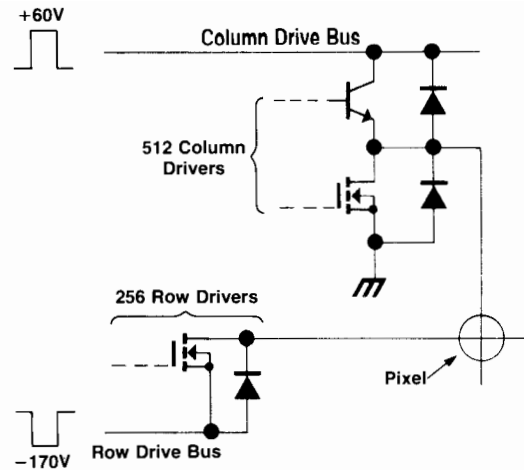 +60V
Column Drive Bus
512 Column
Drivers
256 Row Drivers
Pixel
Row Drive Bus
−170V